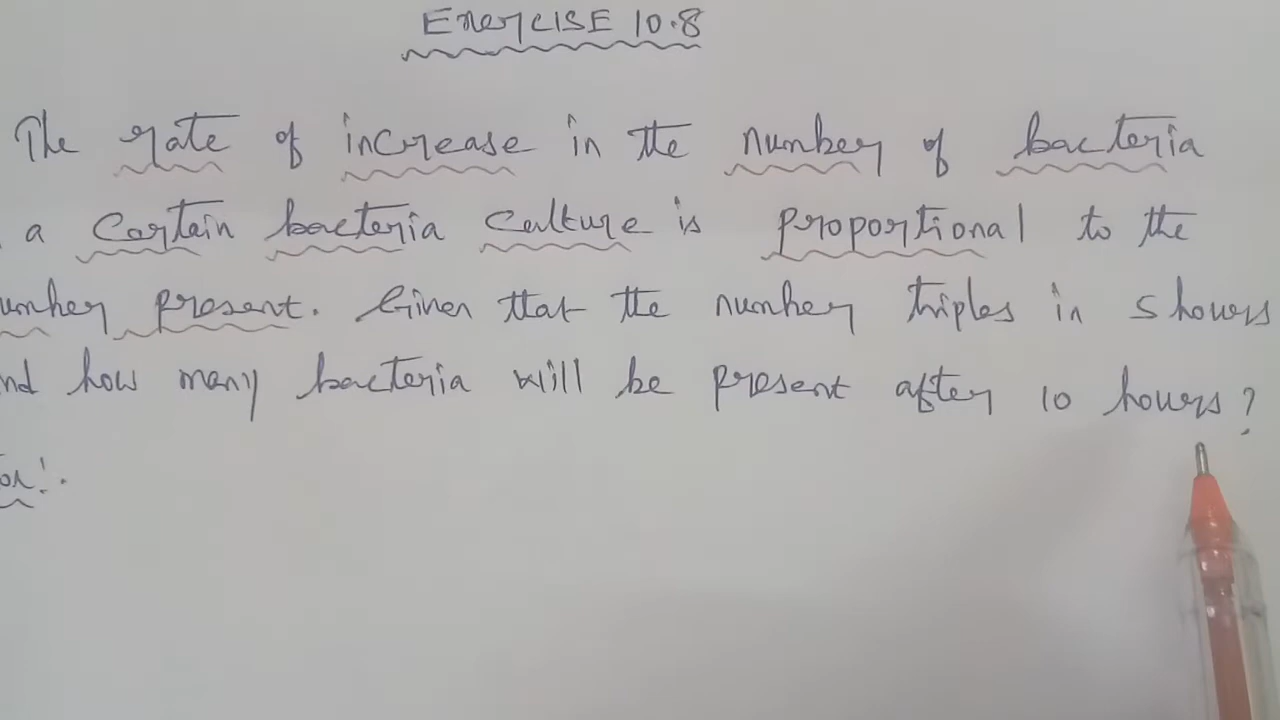 Exercise 10.8
The rate of increase in the number of bacteria
a certain bacteria culture is proportional to the
present. Given that the number triples in 5 hours
how many bacteria will be present after 10 hours?